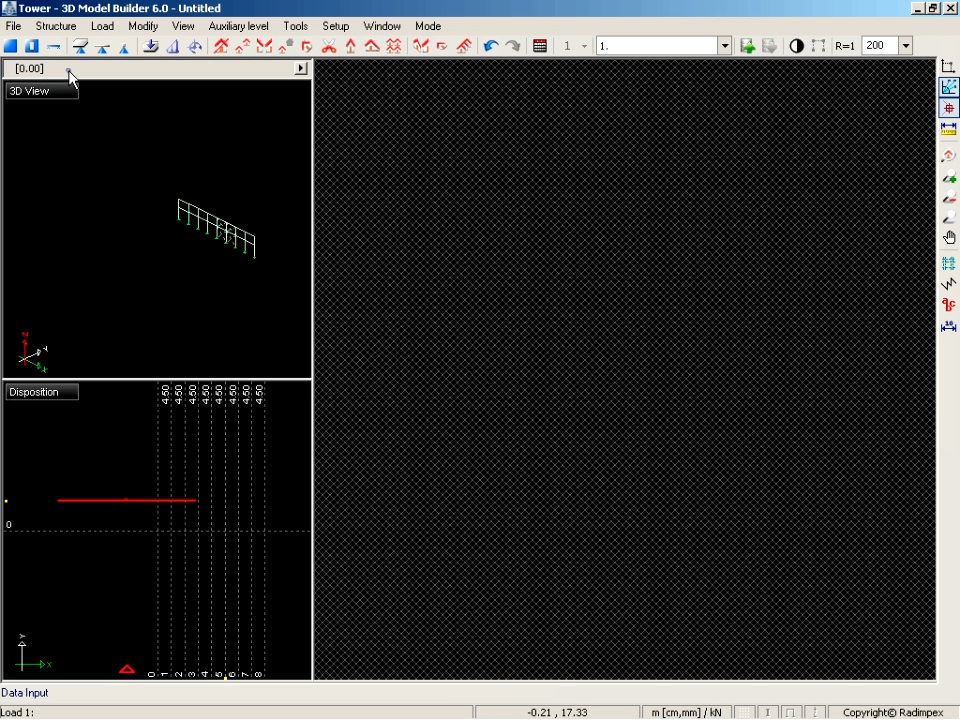 Tower - 3D Model Builder 6.0 - Untitled
File Structure Load Modify View Auxiliary level Tools Setup Window Mode
1 1. R=1 200
[0.00]
3D View
Z
Y
X
Disposition
4.50 4.50 4.50 4.50 4.50 4.50 4.50 4.50
0
Y
X
0 1 2 3 4 5 6 7 8
Data Input
Load 1: -0.21 , 17.33 m [cm,mm] / kN Copyright© Radimpex